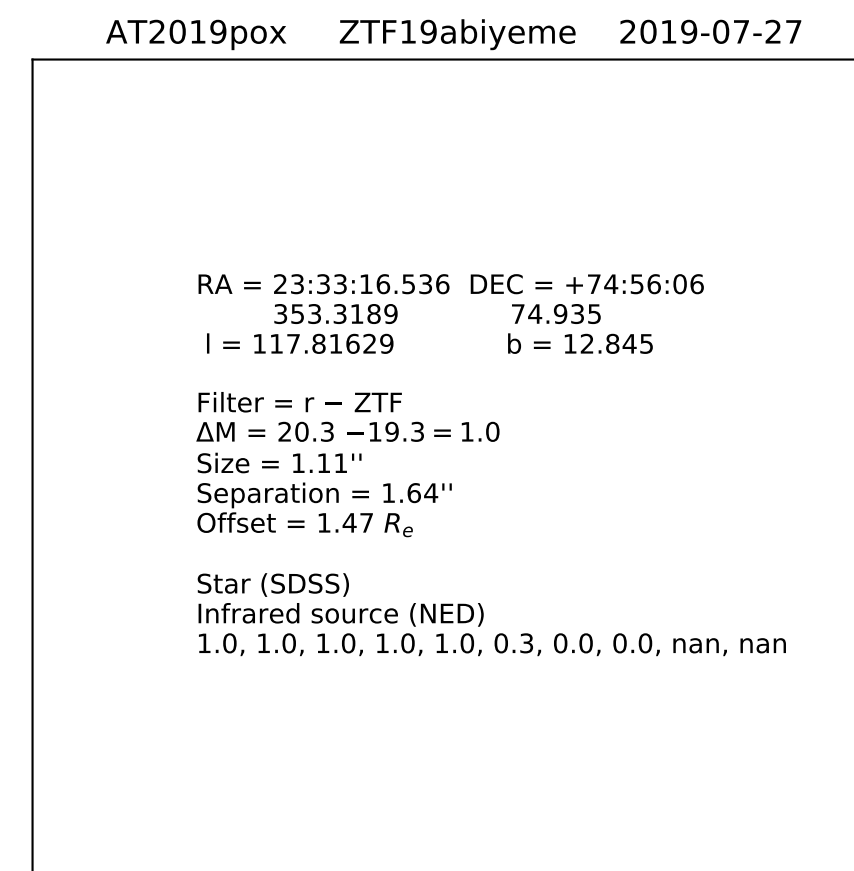 AT2019pox ZTF19abiyeme 2019-07-27
RA = 23:33:16.536 DEC = +74:56:06
353.3189 74.935
l = 117.81629 b = 12.845
Filter = r − ZTF
ΔM = 20.3 −19.3 = 1.0
Size = 1.11''
Separation = 1.64''
Offset = 1.47 Rₑ
Star (SDSS)
Infrared source (NED)
1.0, 1.0, 1.0, 1.0, 1.0, 0.3, 0.0, 0.0, nan, nan